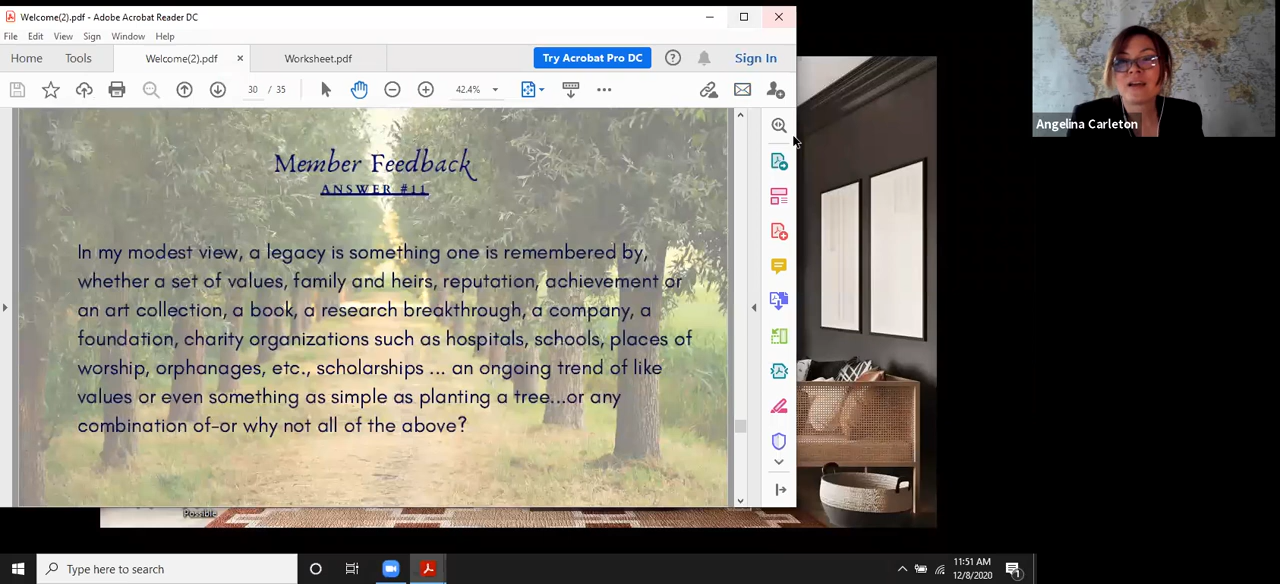 Welcome(2).pdf - Adobe Acrobat Reader DC
File Edit View Sign Window Help
Home Tools Welcome(2).pdf × Worksheet.pdf Try Acrobat Pro DC Sign In
30 / 35 42.4%
Angelina Carleton
Member Feedback
ANSWER #11
In my modest view, a legacy is something one is remembered by,
whether a set of values, family and heirs, reputation, achievement or
an art collection, a book, a research breakthrough, a company, a
foundation, charity organizations such as hospitals, schools, places of
worship, orphanages, etc., scholarships ... an ongoing trend of like
values or even something as simple as planting a tree...or any
combination of-or why not all of the above?
Possible
Type here to search
11:51 AM
12/8/2020
1